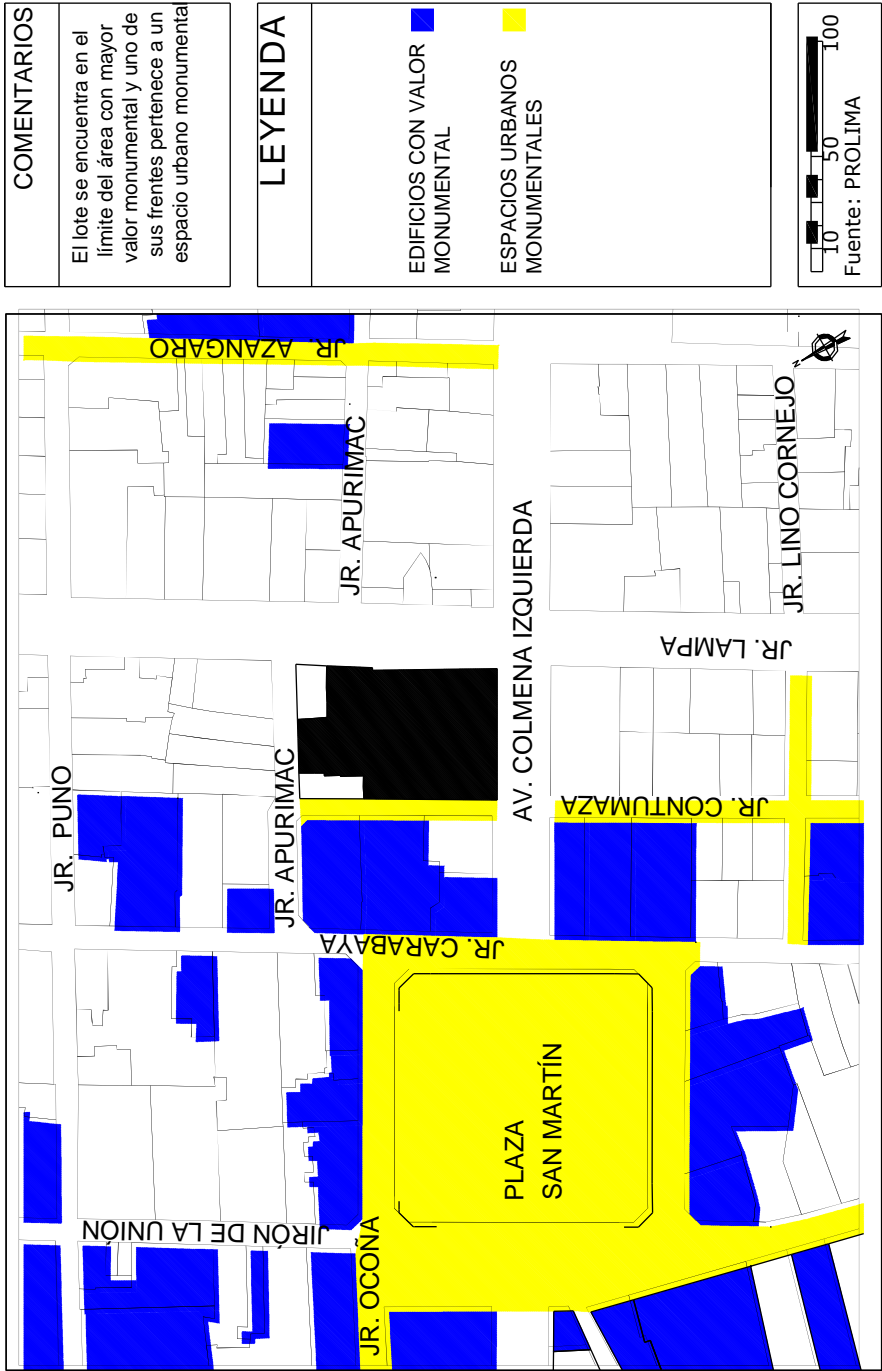 COMENTARIOS
El lote se encuentra en el
límite del área con mayor
valor monumental y uno de
sus frentes pertenece a un
espacio urbano monumental
LEYENDA
EDIFICIOS CON VALOR
MONUMENTAL
ESPACIOS URBANOS
MONUMENTALES
10
50
100
Fuente: PROLIMA
JR. AZANGARO
JR. APURIMAC
JR. LINO CORNEJO
N
AV. COLMENA IZQUIERDA
JR. LAMPA
JR. PUNO
JR. APURIMAC
JR. CONTUMAZA
JR. CARABAYA
PLAZA
SAN MARTÍN
JIRÓN DE LA UNIÓN
JR. OCOÑA